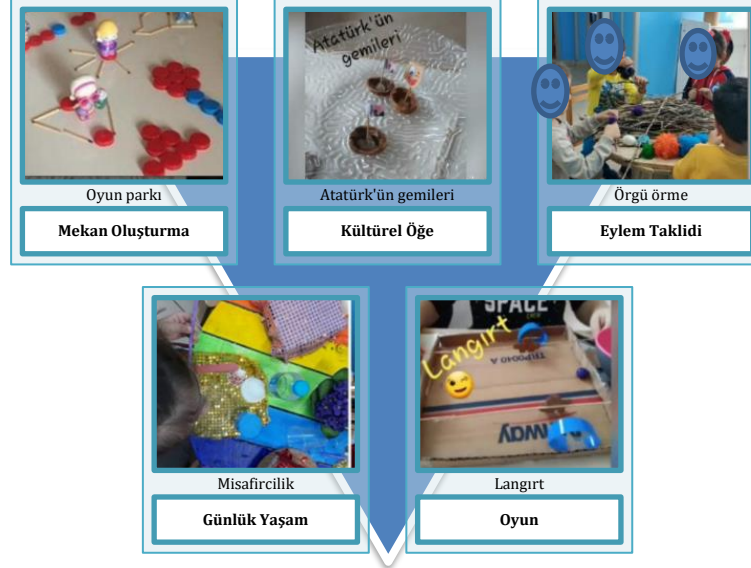 Atatürk'ün
gemileri
Oyun parkı
Mekan Oluşturma
Atatürk'ün gemileri
Kültürel Öğe
Örgü örme
Eylem Taklidi
SPACE
Langırt
THP0040 A
Misafircilik
Günlük Yaşam
Langırt
Oyun